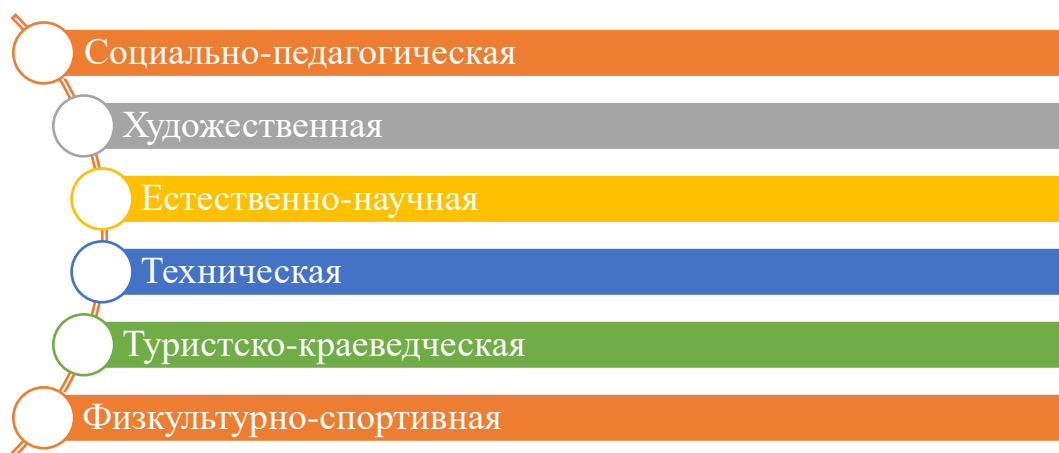 Социально-педагогическая
Художественная
Естественно-научная
Техническая
Туристско-краеведческая
Физкультурно-спортивная